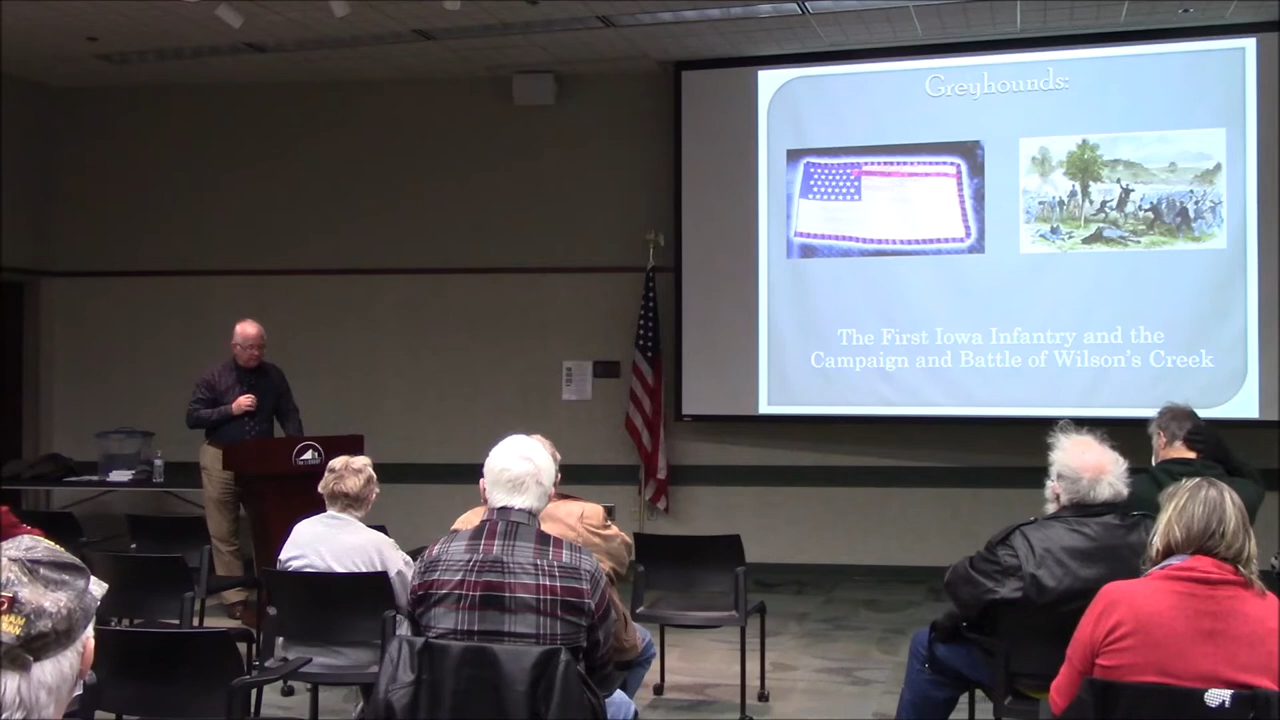 Greyhounds:
The First Iowa Infantry and the
Campaign and Battle of Wilson's Creek